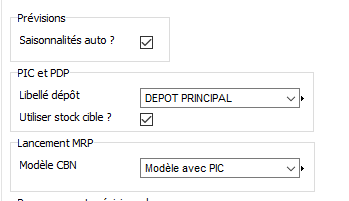 Prévisions
Saisonnalités auto ?
PIC et PDP
Libellé dépôt DEPOT PRINCIPAL
Utiliser stock cible ?
Lancement MRP
Modèle CBN Modèle avec PIC